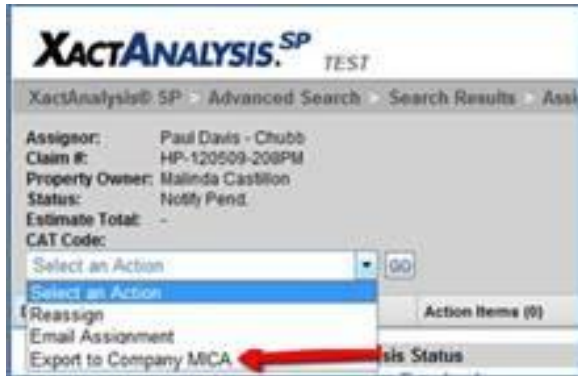 XACTANALYSIS.SP TEST
XactAnalysis® SP Advanced Search Search Results Assi
Assignor: Paul Davis - Chubb
Claim #: HP-120509-208PM
Property Owner: Malinda Castillon
Status: Notify Pend.
Estimate Total: -
CAT Code:
Select an Action GO
Select an Action
Reassign
Action Items (0)
Email Assignment
Export to Company MICA
sis Status